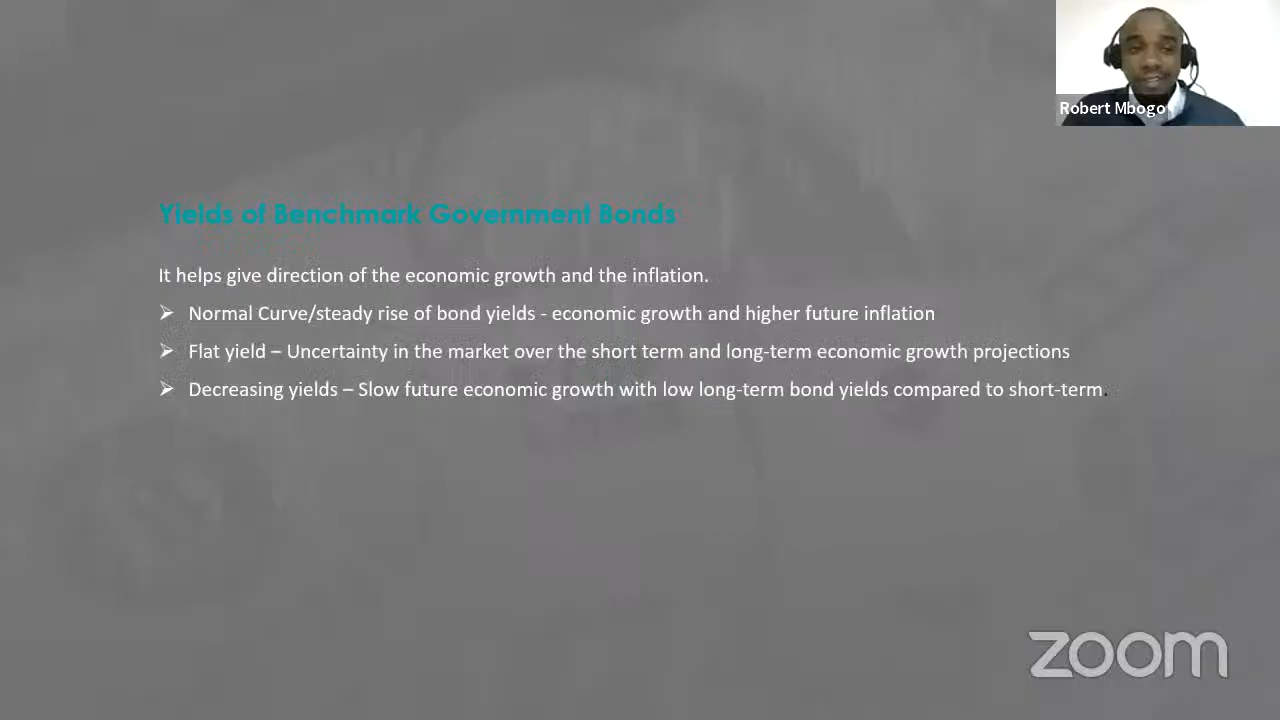 Robert Mbogo
Yields of Benchmark Government Bonds
It helps give direction of the economic growth and the inflation.
➢ Normal Curve/steady rise of bond yields - economic growth and higher future inflation
➢ Flat yield – Uncertainty in the market over the short term and long-term economic growth projections
➢ Decreasing yields – Slow future economic growth with low long-term bond yields compared to short-term.
zoom